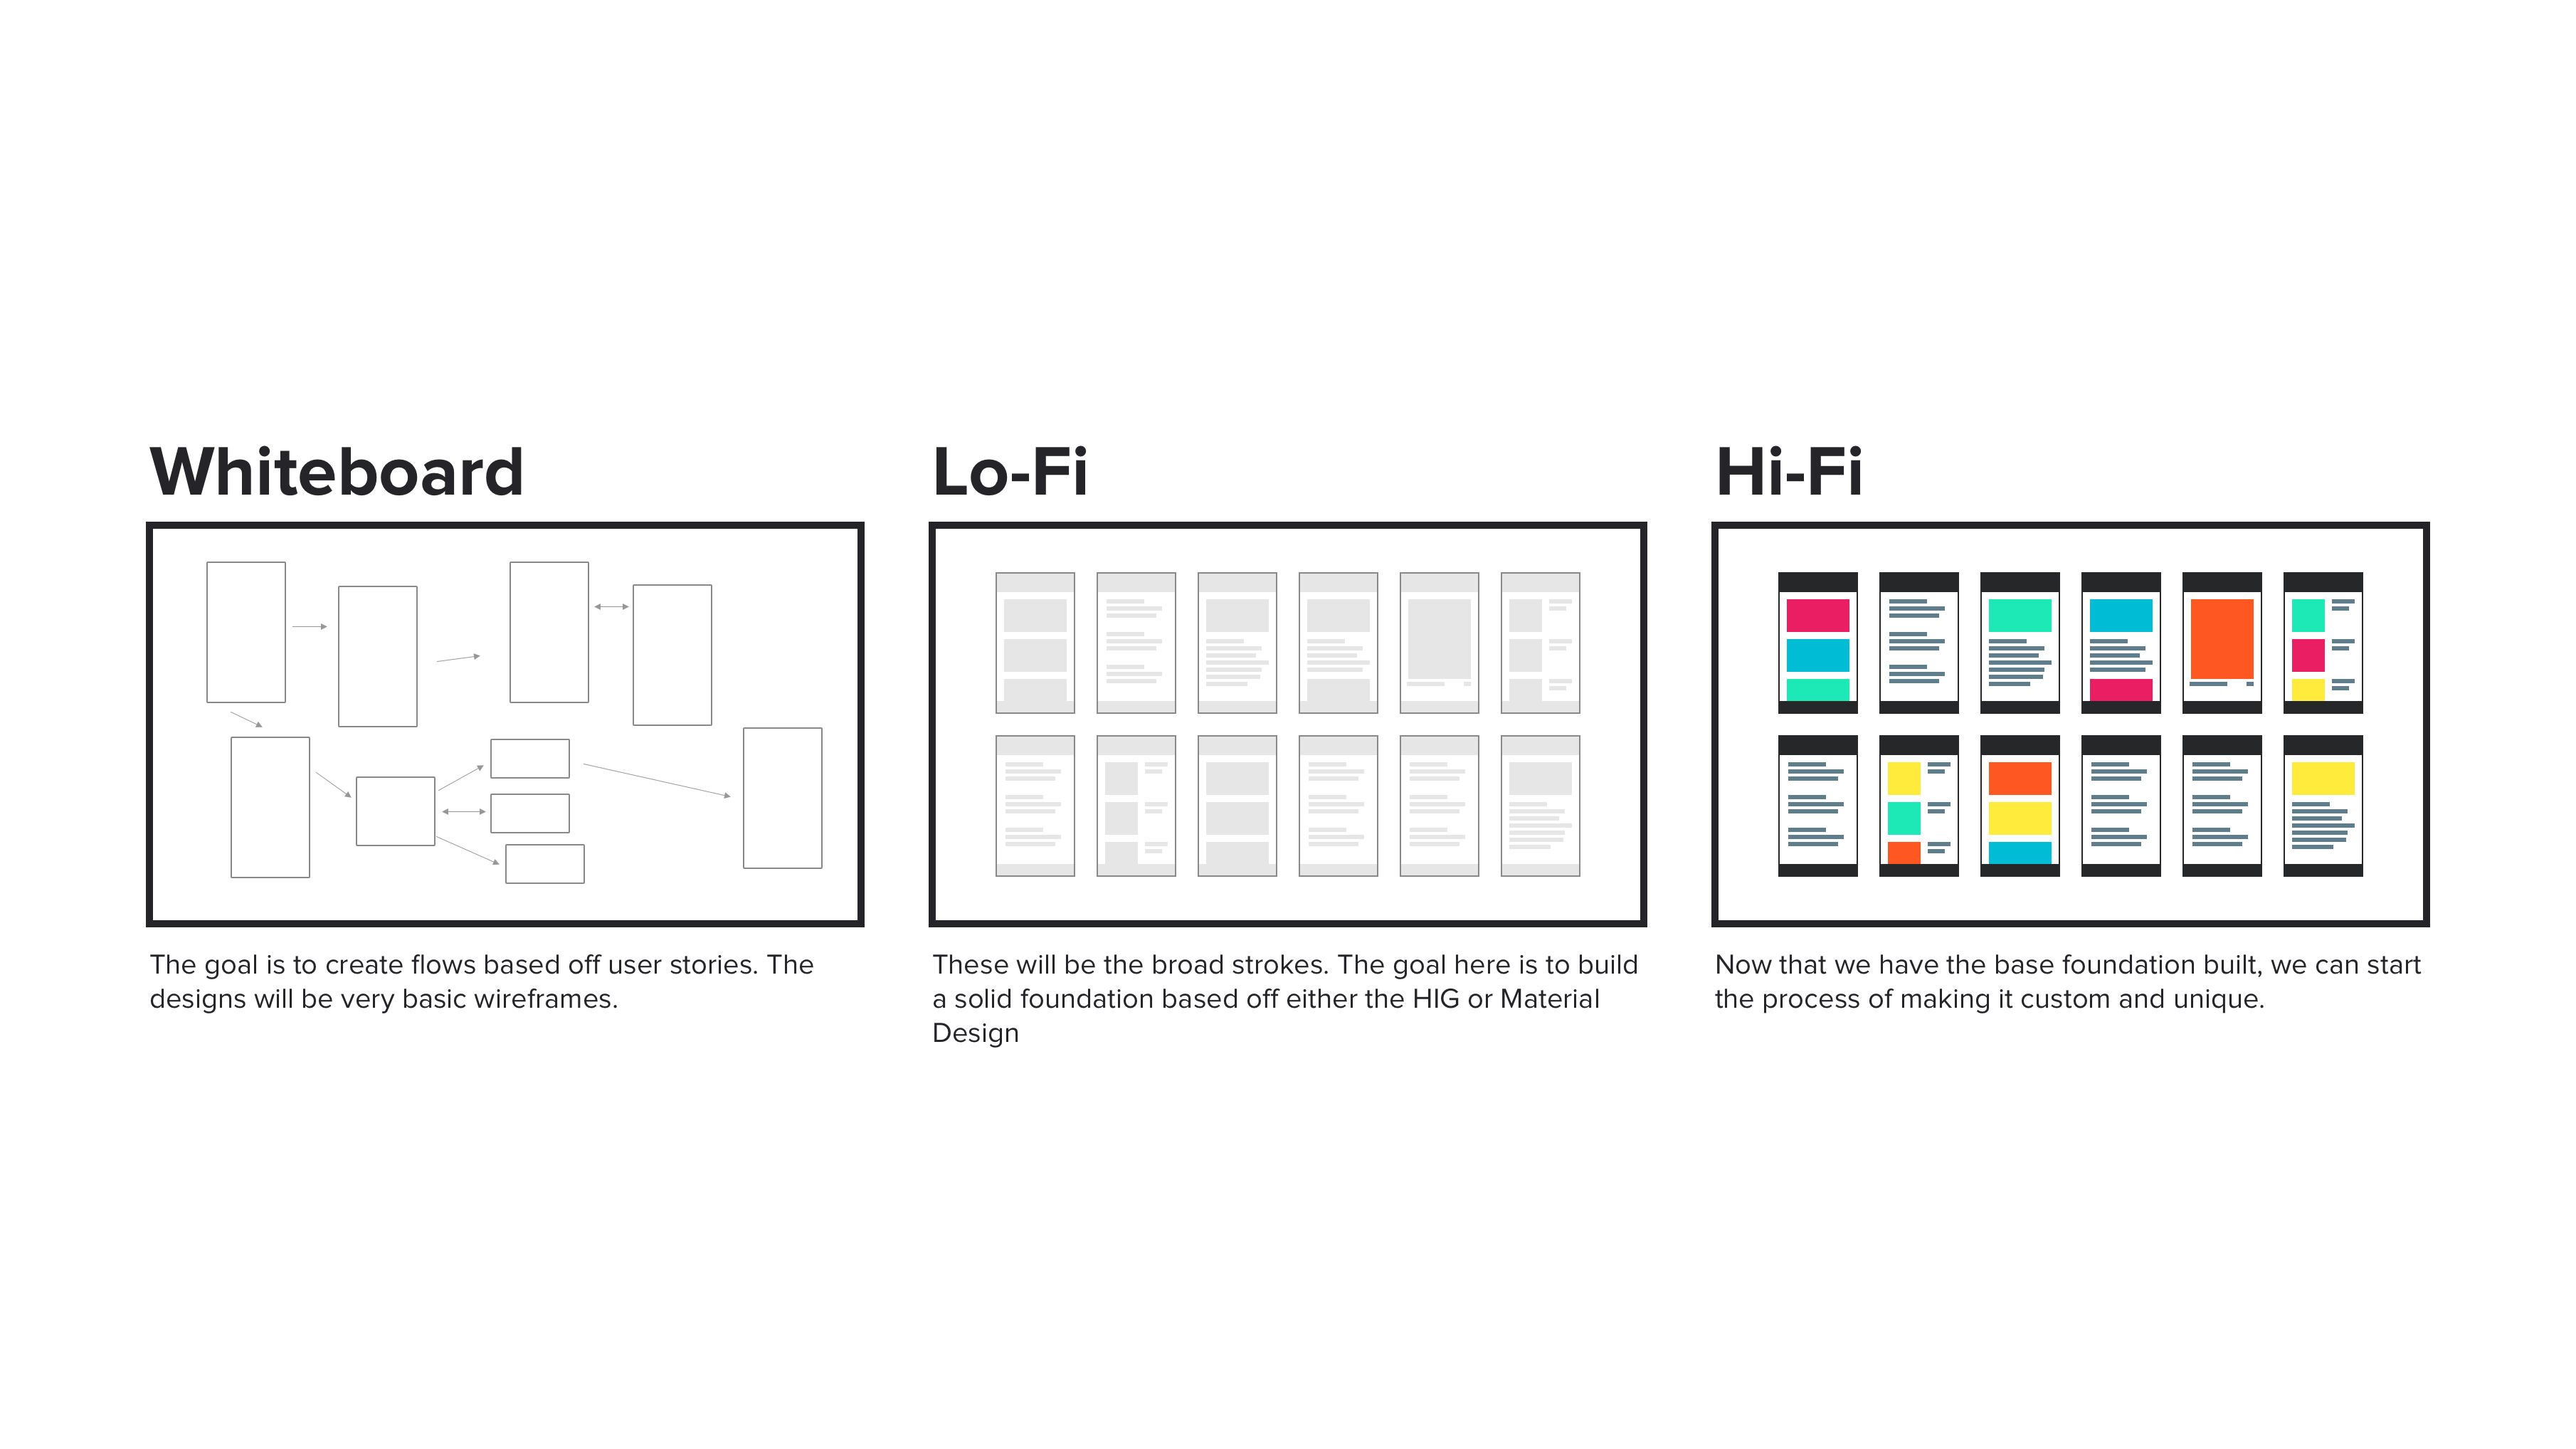 Whiteboard
The goal is to create flows based off user stories. The
designs will be very basic wireframes.
Lo-Fi
These will be the broad strokes. The goal here is to build
a solid foundation based off either the HIG or Material
Design
Hi-Fi
Now that we have the base foundation built, we can start
the process of making it custom and unique.